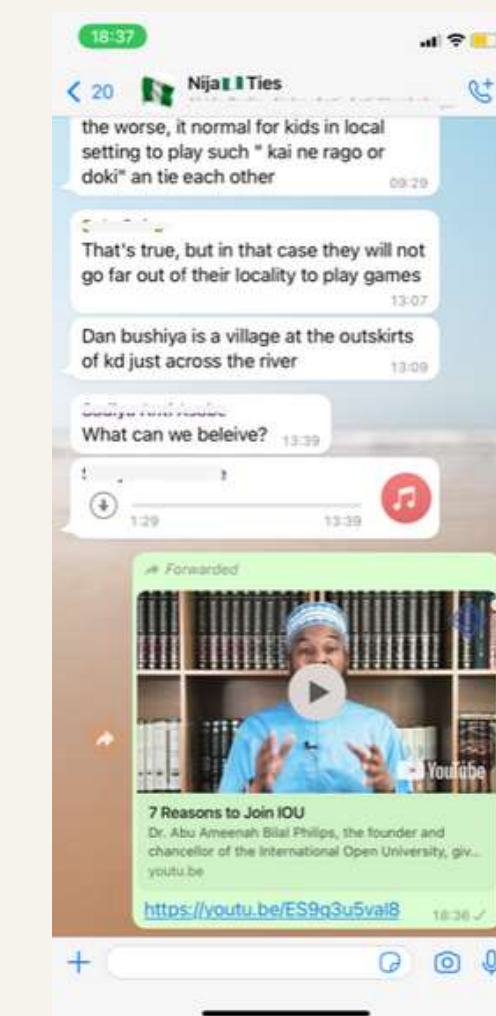 18:37
20
Nija Ties
the worse, it normal for kids in local
setting to play such " kai ne rago or
doki" an tie each other
09:29
That's true, but in that case they will not
go far out of their locality to play games
13:07
Dan bushiya is a village at the outskirts
of kd just across the river
13:09
What can we beleive?
13:39
1:29
13:39
Forwarded
YouTube
7 Reasons to Join IOU
Dr. Abu Ameenah Bilal Philips, the founder and
chancellor of the International Open University, giv...
youtu.be
https://youtu.be/ES9q3u5val8
18:36